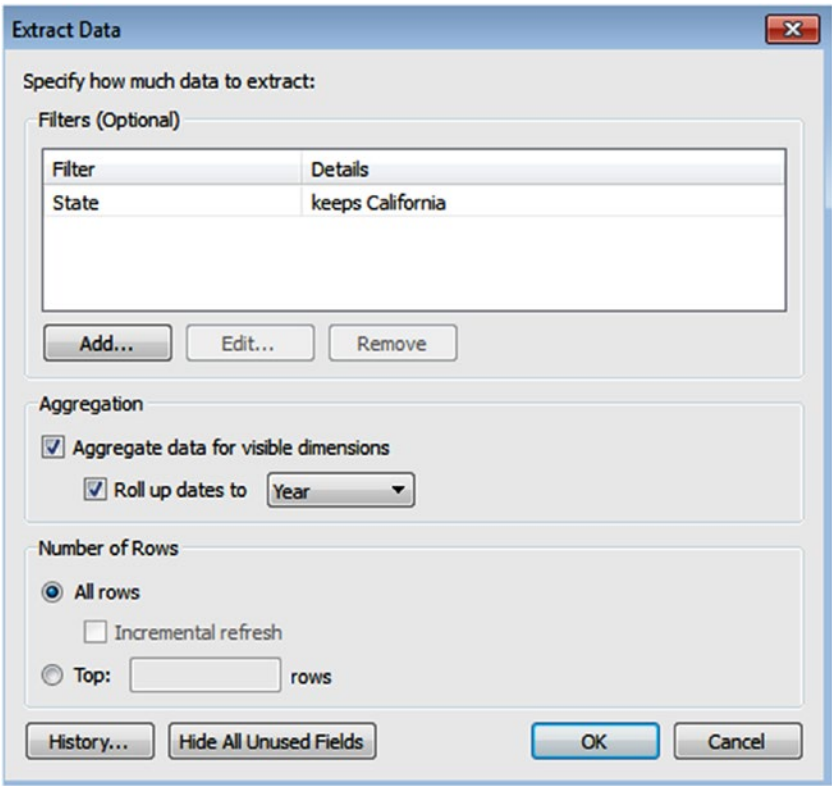 Extract Data
Specify how much data to extract:
Filters (Optional)
Filter Details
State keeps California
Add... Edit... Remove
Aggregation
Aggregate data for visible dimensions
Roll up dates to Year
Number of Rows
All rows
Incremental refresh
Top: rows
History... Hide All Unused Fields OK Cancel